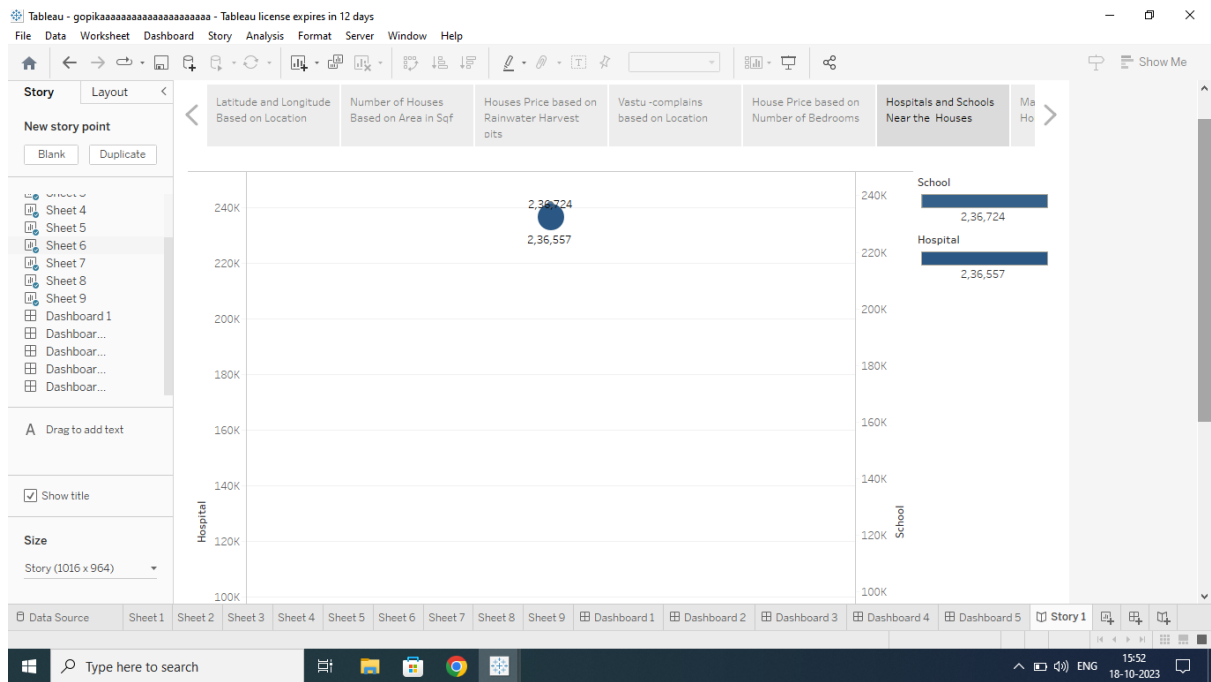 Tableau - gopikaaaaaaaaaaaaaaaaaaaaa - Tableau license expires in 12 days
File Data Worksheet Dashboard Story Analysis Format Server Window Help
Show Me
Story Layout
New story point
Blank Duplicate
Latitude and Longitude
Based on Location
Number of Houses
Based on Area in Sqf
Houses Price based on
Rainwater Harvest
pits
Vastu -complains
based on Location
House Price based on
Number of Bedrooms
Hospitals and Schools
Near the Houses
Ma
Ho
Sheet 4
Sheet 5
Sheet 6
Sheet 7
Sheet 8
Sheet 9
Dashboard 1
Dashboar...
Dashboar...
Dashboar...
Dashboar...
A Drag to add text
Show title
Size
Story (1016 x 964)
Hospital
240K
220K
200K
180K
160K
140K
120K
100K
2,36,724
2,36,557
240K
220K
200K
180K
160K
140K
120K
100K
School
School
2,36,724
Hospital
2,36,557
Data Source Sheet 1 Sheet 2 Sheet 3 Sheet 4 Sheet 5 Sheet 6 Sheet 7 Sheet 8 Sheet 9 Dashboard 1 Dashboard 2 Dashboard 3 Dashboard 4 Dashboard 5 Story 1
Type here to search
ENG
15:52
18-10-2023